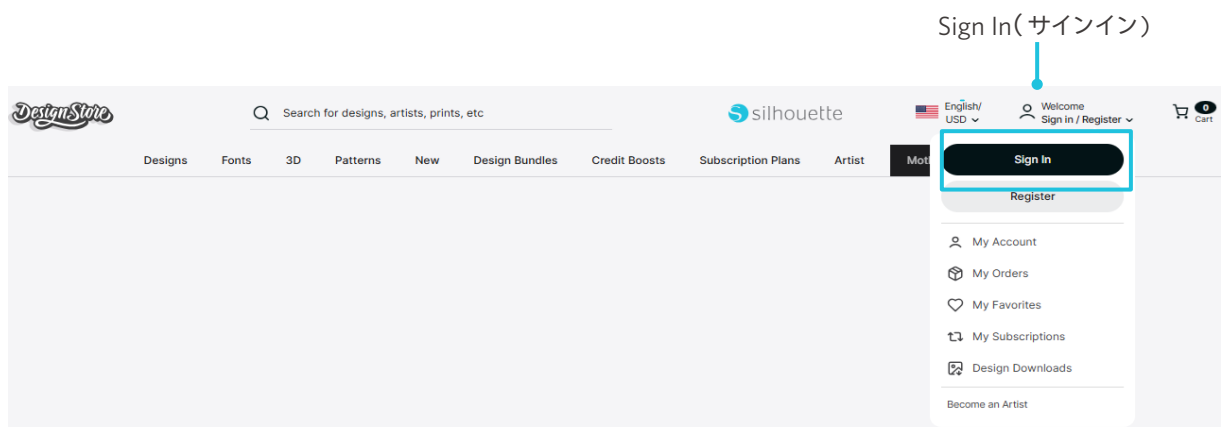 Sign In(サインイン)
DesignStore
Search for designs, artists, prints, etc
silhouette
English/
USD
Welcome
Sign in / Register
0
Cart
Designs Fonts 3D Patterns New Design Bundles Credit Boosts Subscription Plans Artist
Sign In
Register
My Account
My Orders
My Favorites
My Subscriptions
Design Downloads
Become an Artist